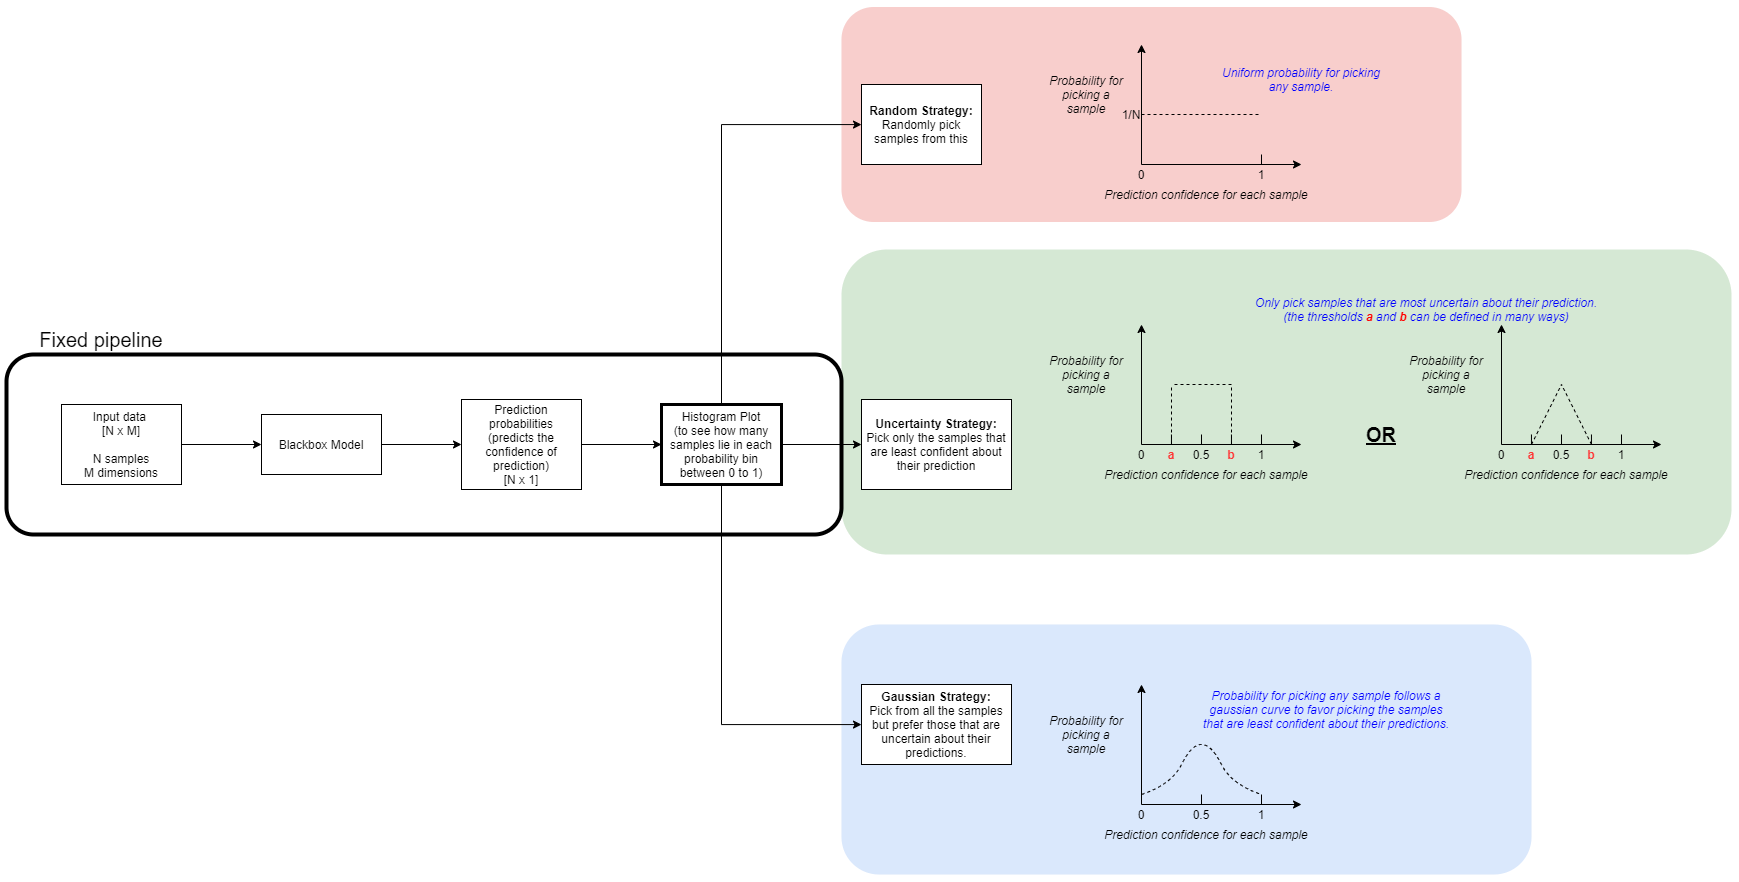 Fixed pipeline
Input data
[N x M]
N samples
M dimensions
Blackbox Model
Prediction
probabilities
(predicts the
confidence of
prediction)
[N x 1]
Histogram Plot
(to see how many
samples lie in each
probability bin
between 0 to 1)
Random Strategy:
Randomly pick
samples from this
Probability for
picking a
sample
1/N
Uniform probability for picking
any sample.
0 1
Prediction confidence for each sample
Uncertainty Strategy:
Pick only the samples that
are least confident about
their prediction
Only pick samples that are most uncertain about their prediction.
(the thresholds a and b can be defined in many ways)
Probability for
picking a
sample
0 a 0.5 b 1
Prediction confidence for each sample
OR
Probability for
picking a
sample
0 a 0.5 b 1
Prediction confidence for each sample
Gaussian Strategy:
Pick from all the samples
but prefer those that are
uncertain about their
predictions.
Probability for
picking a
sample
Probability for picking any sample follows a
gaussian curve to favor picking the samples
that are least confident about their predictions.
0 0.5 1
Prediction confidence for each sample